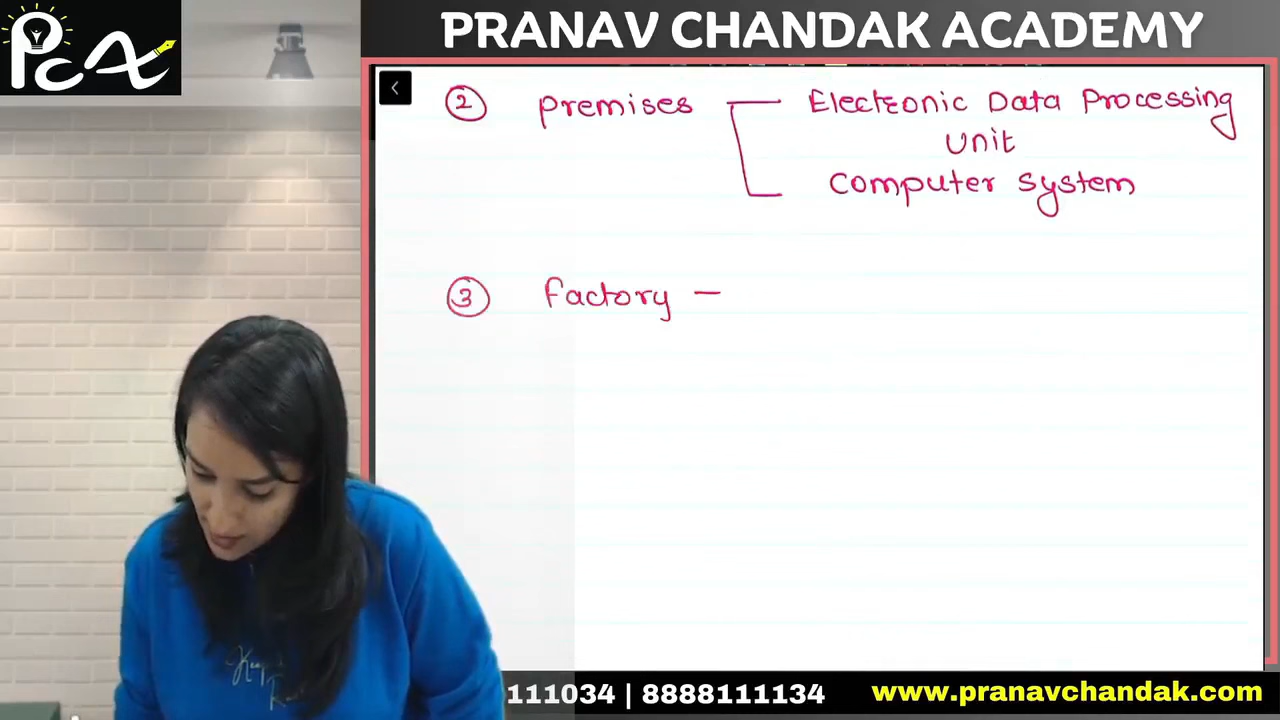 PCA
PRANAV CHANDAK ACADEMY
② premises — Electronic Data Processing
Unit
computer system
③ factory —
111034 | 8888111134
www.pranavchandak.com